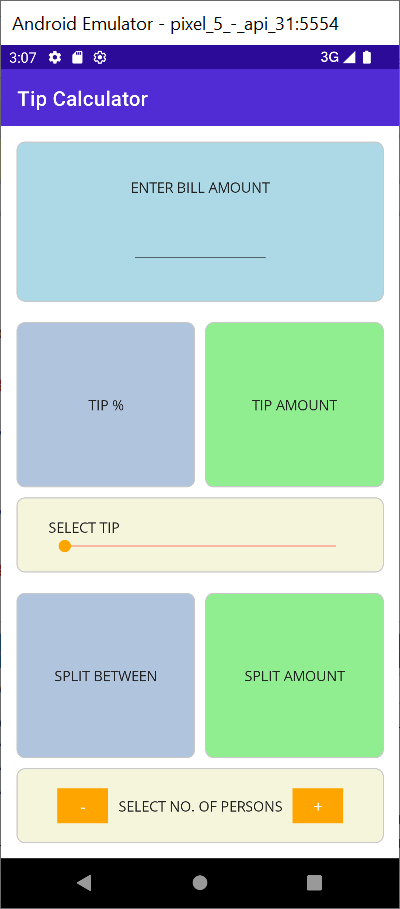 Android Emulator - pixel_5_-_api_31:5554
3:07 3G
Tip Calculator
ENTER BILL AMOUNT
TIP % TIP AMOUNT
SELECT TIP
SPLIT BETWEEN SPLIT AMOUNT
- SELECT NO. OF PERSONS +